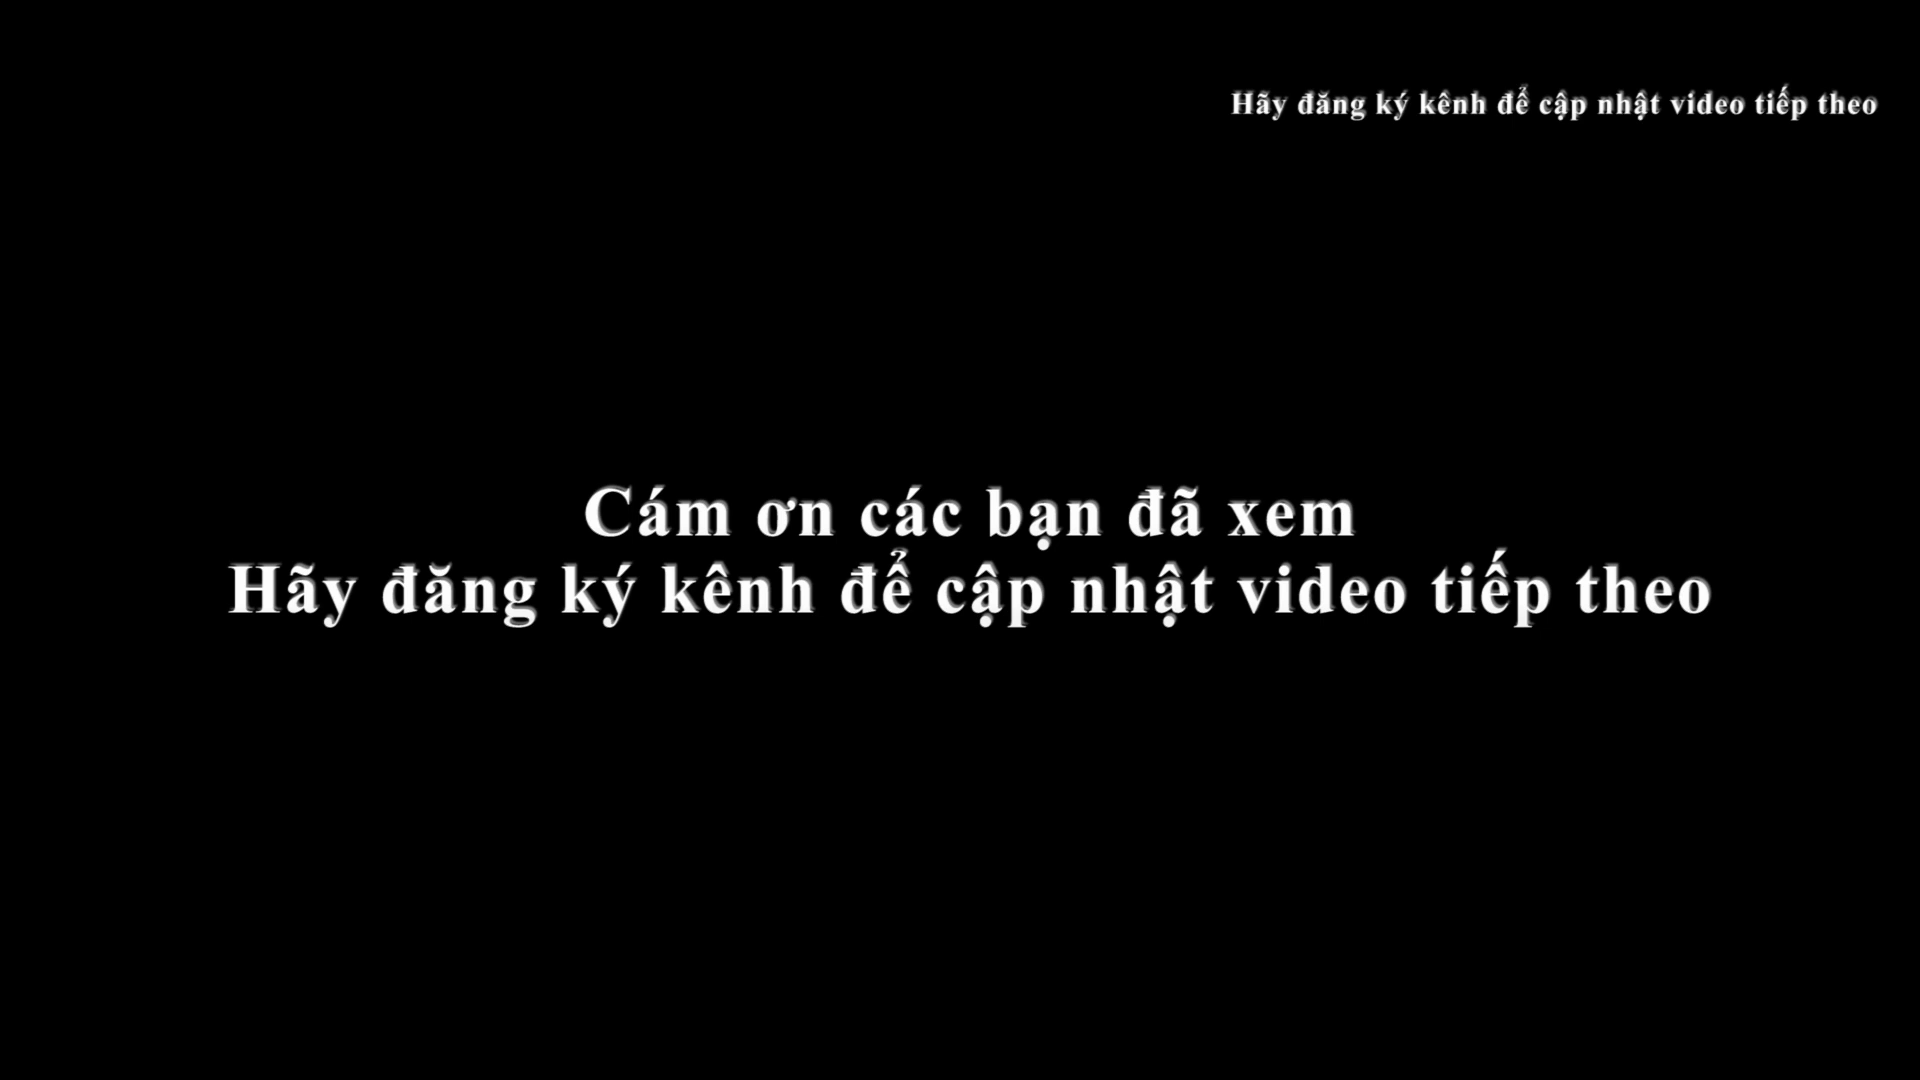 Hãy đăng ký kênh để cập nhật video tiếp theo
Cám ơn các bạn đã xem
Hãy đăng ký kênh để cập nhật video tiếp theo